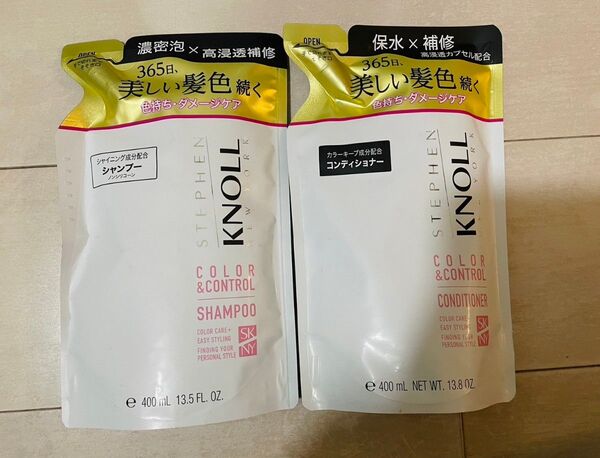 OPEN
濃密泡×高浸透補修
365日、
美しい髪色続く
色持ち・ダメージケア
シャイニング成分配合
シャンプー
ノンシリコーン
STEPHEN
KNOLL
NEW YORK
COLOR
&CONTROL
SHAMPOO
COLOR CARE+
EASY STYLING
FINDING YOUR
PERSONAL STYLE
SK
NY
℮ 400 mL 13.5 FL. OZ.
OPEN
保水×補修
高浸透カプセル配合
365日、
美しい髪色続く
色持ち・ダメージケア
カラーキープ成分配合
コンディショナー
STEPHEN
KNOLL
NEW YORK
COLOR
&CONTROL
CONDITIONER
COLOR CARE+
EASY STYLING
FINDING YOUR
PERSONAL STYLE
SK
NY
℮ 400 mL NET WT. 13.8 OZ.